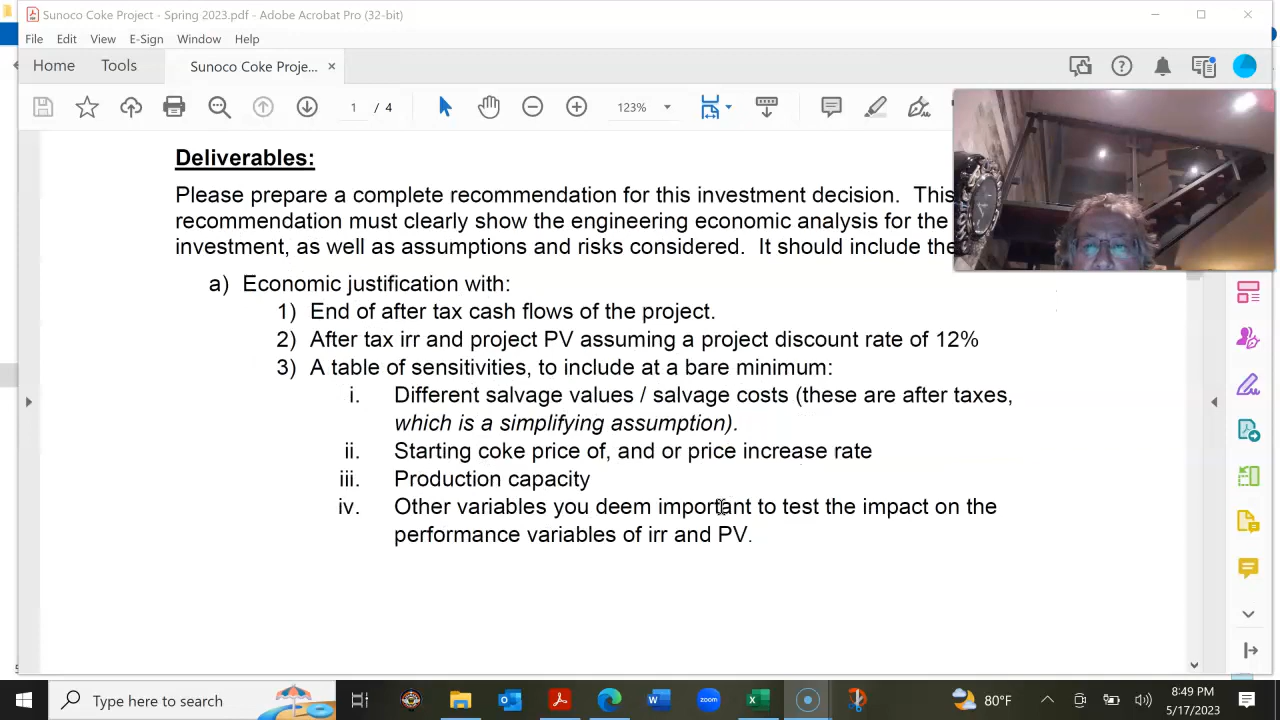 Sunoco Coke Project - Spring 2023.pdf - Adobe Acrobat Pro (32-bit)
File Edit View E-Sign Window Help
Home Tools Sunoco Coke Proje... ×
1 / 4 123%
Deliverables:
Please prepare a complete recommendation for this investment decision. This
recommendation must clearly show the engineering economic analysis for the
investment, as well as assumptions and risks considered. It should include the
a) Economic justification with:
1) End of after tax cash flows of the project.
2) After tax irr and project PV assuming a project discount rate of 12%
3) A table of sensitivities, to include at a bare minimum:
i. Different salvage values / salvage costs (these are after taxes,
which is a simplifying assumption).
ii. Starting coke price of, and or price increase rate
iii. Production capacity
iv. Other variables you deem important to test the impact on the
performance variables of irr and PV.
Type here to search
zoom
80°F
8:49 PM
5/17/2023